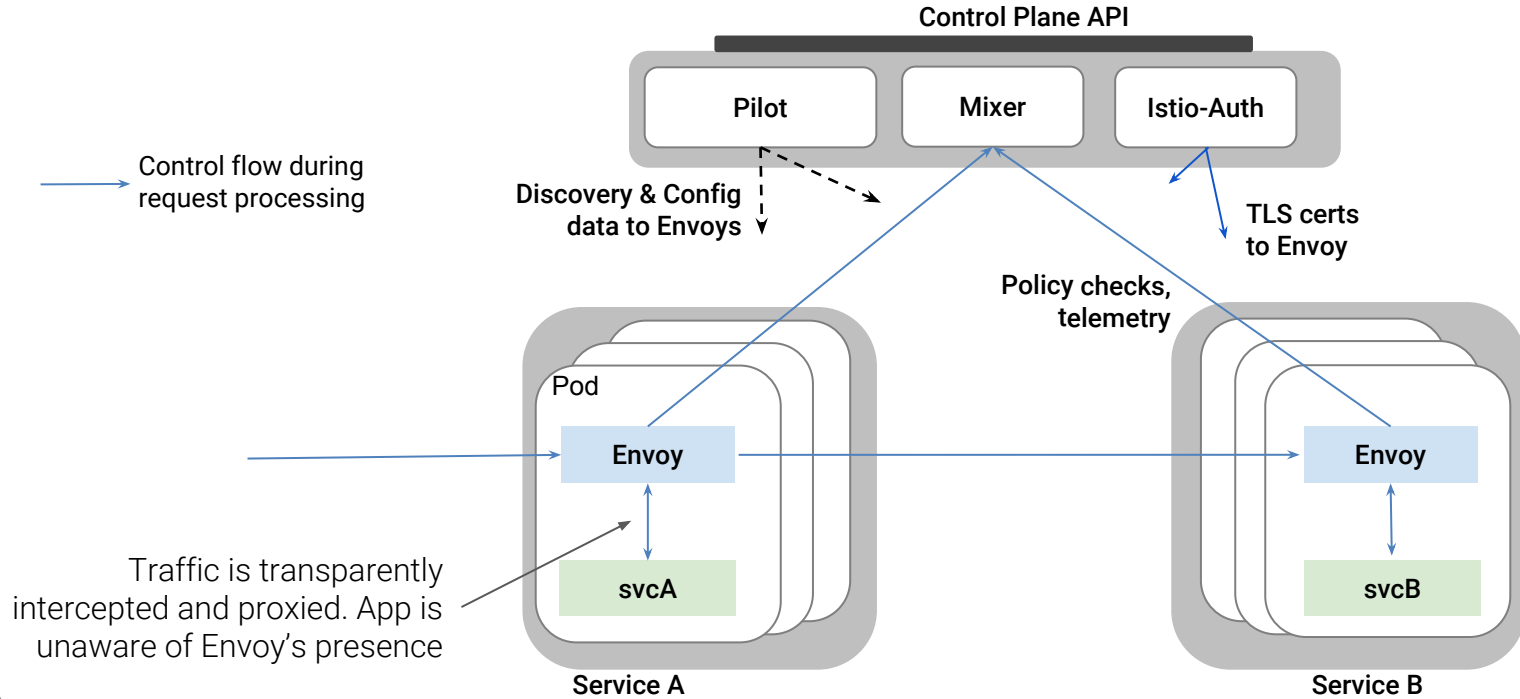 Control Plane API
Pilot
Mixer
Istio-Auth
Control flow during
request processing
Discovery & Config
data to Envoys
TLS certs
to Envoy
Policy checks,
telemetry
Pod
Envoy
Envoy
Traffic is transparently
intercepted and proxied. App is
unaware of Envoy’s presence
svcA
svcB
Service A
Service B